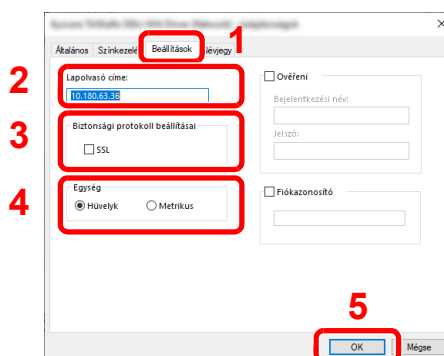 1
Általános Színkezelé Beállítások lévjegy
2
Lapolvasó címe:
10.180.63.36
Ověření
Bejelentkezési név:
Jelszó:
3
Biztonsági protokoll beállításai
SSL
4
Egység
Hüvelyk Metrikus
Fiókazonosító
5
OK Mégse